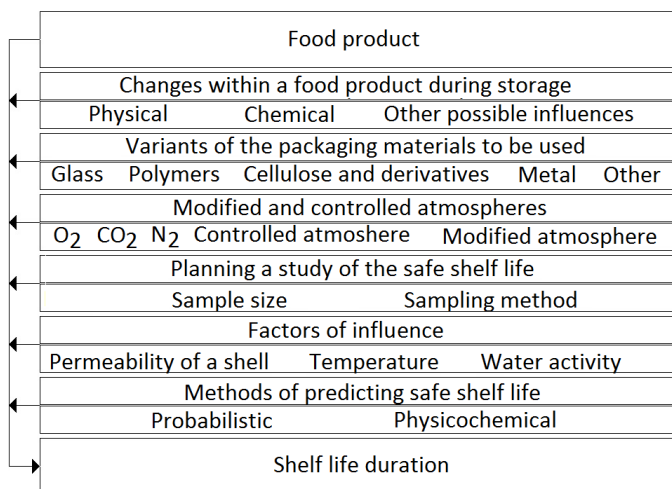 Food product
Changes within a food product during storage
Physical Chemical Other possible influences
Variants of the packaging materials to be used
Glass Polymers Cellulose and derivatives Metal Other
Modified and controlled atmospheres
O2 CO2 N2 Controlled atmoshere Modified atmosphere
Planning a study of the safe shelf life
Sample size Sampling method
Factors of influence
Permeability of a shell Temperature Water activity
Methods of predicting safe shelf life
Probabilistic Physicochemical
Shelf life duration